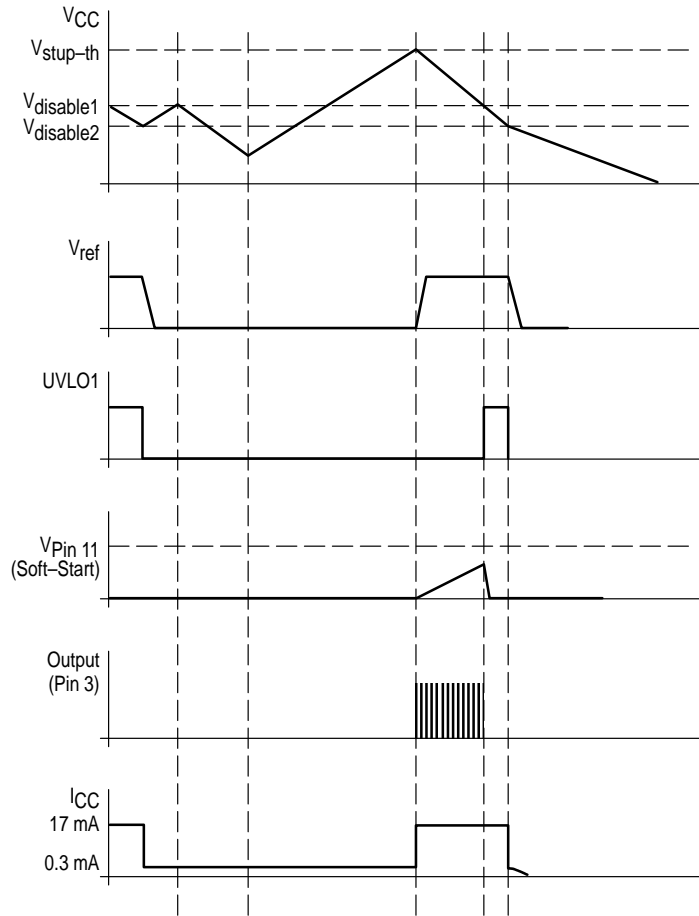 VCC
Vstup–th
Vdisable1
Vdisable2
Vref
UVLO1
VPin 11
(Soft–Start)
Output
(Pin 3)
ICC
17 mA
0.3 mA